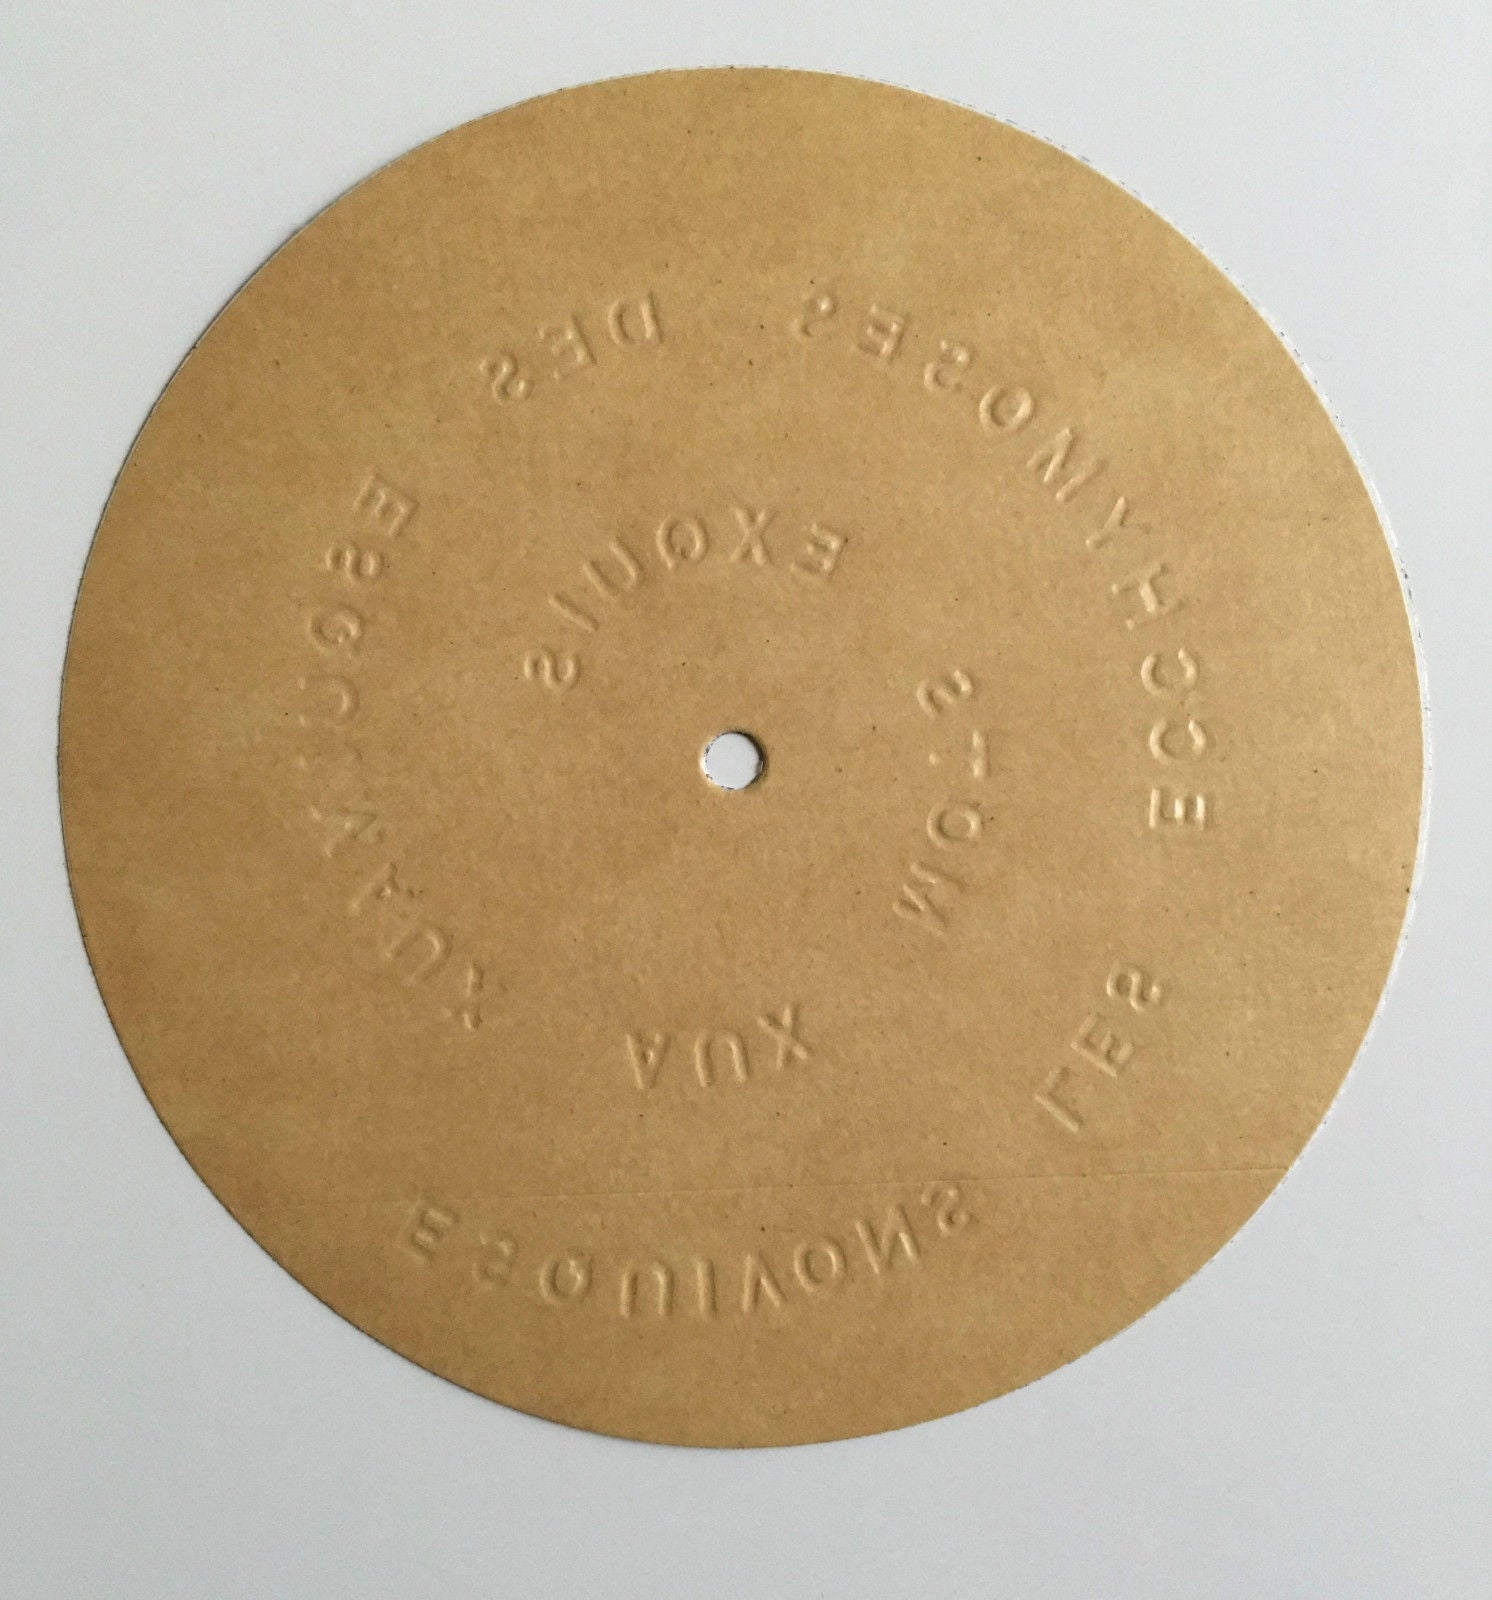 ESQUIVONS LES ECCHYMOSES DES ESQUIMAUX AUX MOTS EXQUIS